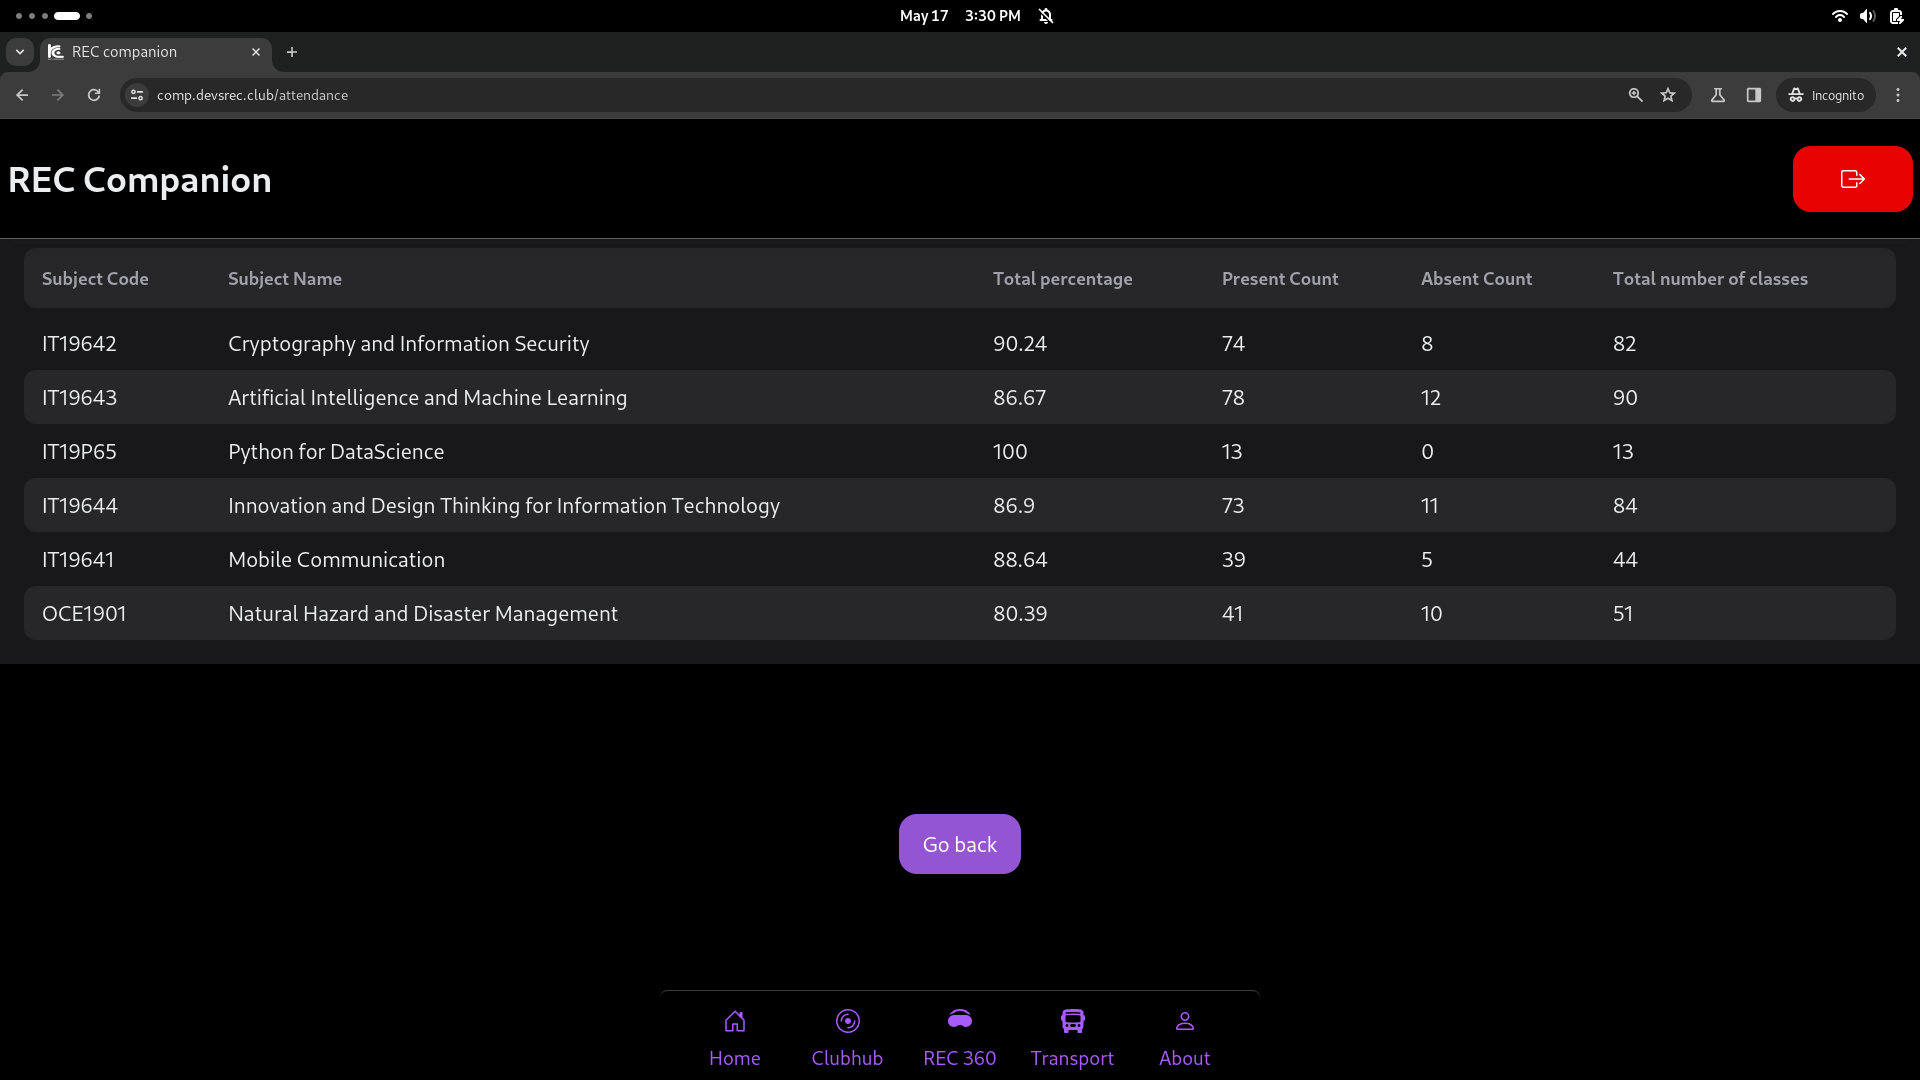 May 17 3:30 PM
REC companion
comp.devsrec.club/attendance
Incognito
REC Companion
Subject Code Subject Name Total percentage Present Count Absent Count Total number of classes
IT19642 Cryptography and Information Security 90.24 74 8 82
IT19643 Artificial Intelligence and Machine Learning 86.67 78 12 90
IT19P65 Python for DataScience 100 13 0 13
IT19644 Innovation and Design Thinking for Information Technology 86.9 73 11 84
IT19641 Mobile Communication 88.64 39 5 44
OCE1901 Natural Hazard and Disaster Management 80.39 41 10 51
Go back
Home Clubhub REC 360 Transport About